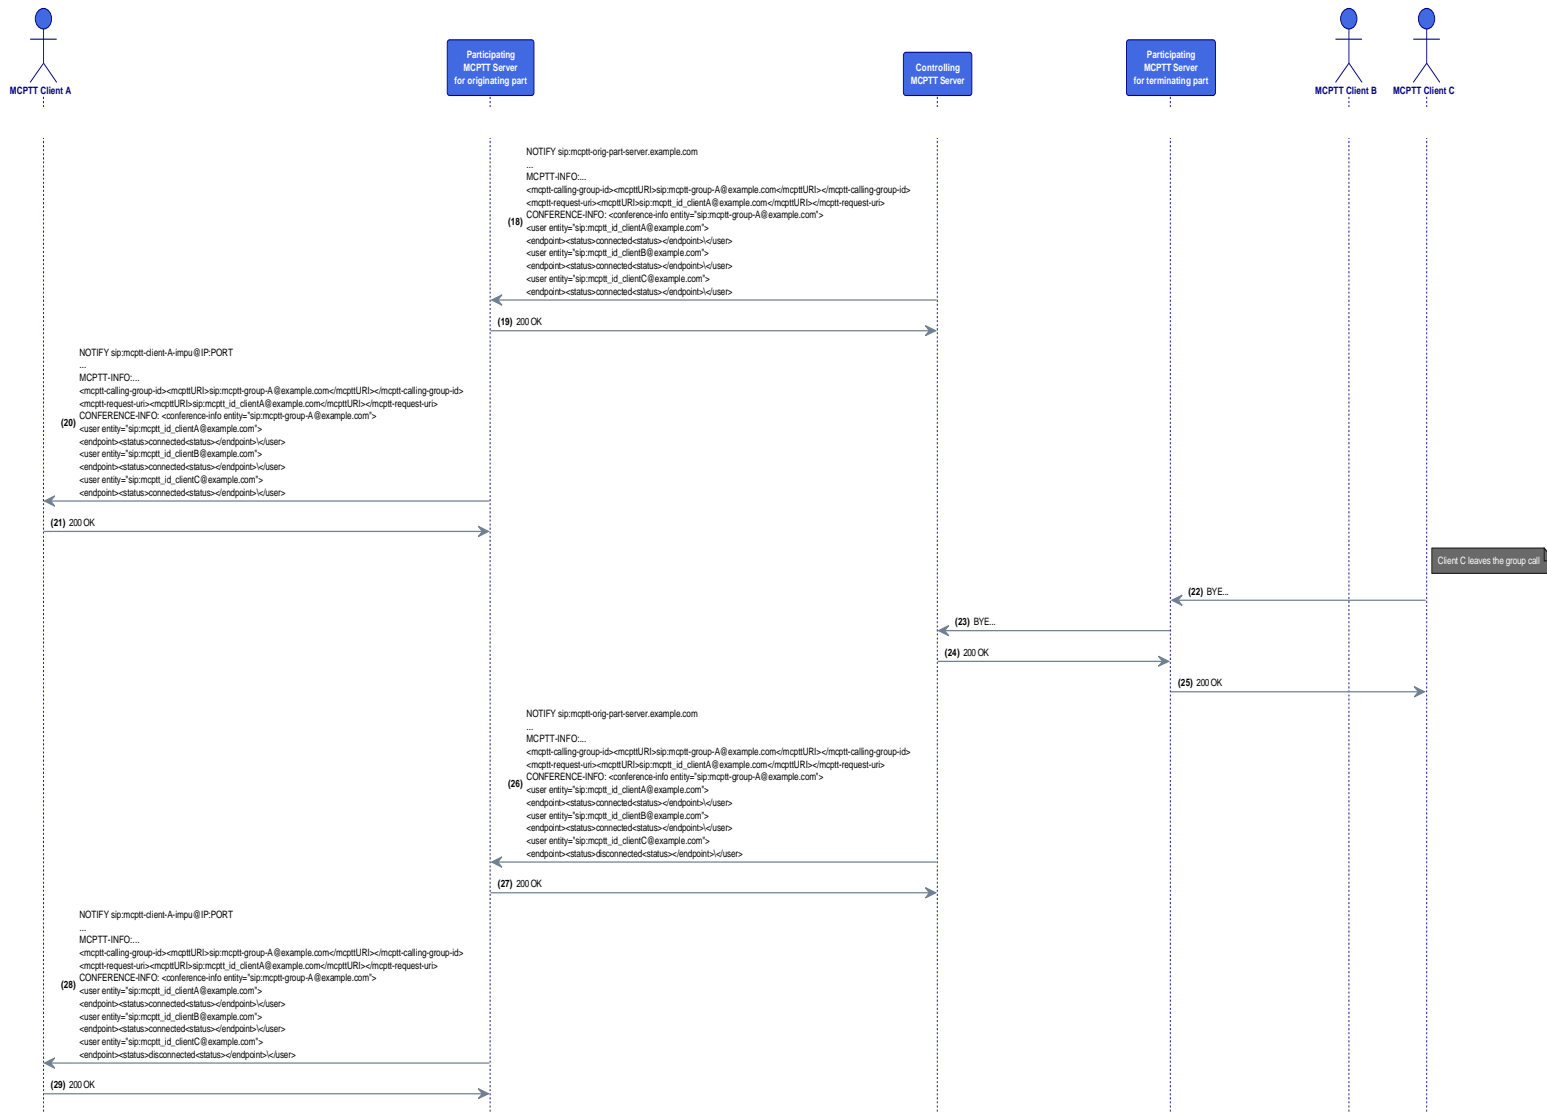 MCPTT Client A
Participating
MCPTT Server
for originating part
Controlling
MCPTT Server
Participating
MCPTT Server
for terminating part
MCPTT Client B
MCPTT Client C
(18)
NOTIFY sip:mcptt-orig-part-server.example.com
...
MCPTT-INFO:...
<mcptt-calling-group-id><mcpttURI>sip:mcptt-group-A@example.com</mcpttURI></mcptt-calling-group-id>
<mcptt-request-uri><mcpttURI>sip:mcptt_id_clientA@example.com</mcpttURI></mcptt-request-uri>
CONFERENCE-INFO: <conference-info entity="sip:mcptt-group-A@example.com">
<user entity="sip:mcptt_id_clientA@example.com">
<endpoint><status>connected<status></endpoint>\</user>
<user entity="sip:mcptt_id_clientB@example.com">
<endpoint><status>connected<status></endpoint>\</user>
<user entity="sip:mcptt_id_clientC@example.com">
<endpoint><status>connected<status></endpoint>\</user>
(19) 200 OK
(20)
NOTIFY sip:mcptt-client-A-impu@IP:PORT
...
MCPTT-INFO:...
<mcptt-calling-group-id><mcpttURI>sip:mcptt-group-A@example.com</mcpttURI></mcptt-calling-group-id>
<mcptt-request-uri><mcpttURI>sip:mcptt_id_clientA@example.com</mcpttURI></mcptt-request-uri>
CONFERENCE-INFO: <conference-info entity="sip:mcptt-group-A@example.com">
<user entity="sip:mcptt_id_clientA@example.com">
<endpoint><status>connected<status></endpoint>\</user>
<user entity="sip:mcptt_id_clientB@example.com">
<endpoint><status>connected<status></endpoint>\</user>
<user entity="sip:mcptt_id_clientC@example.com">
<endpoint><status>connected<status></endpoint>\</user>
(21) 200 OK
Client C leaves the group call
(22) BYE...
(23) BYE...
(24) 200 OK
(25) 200 OK
(26)
NOTIFY sip:mcptt-orig-part-server.example.com
...
MCPTT-INFO:...
<mcptt-calling-group-id><mcpttURI>sip:mcptt-group-A@example.com</mcpttURI></mcptt-calling-group-id>
<mcptt-request-uri><mcpttURI>sip:mcptt_id_clientA@example.com</mcpttURI></mcptt-request-uri>
CONFERENCE-INFO: <conference-info entity="sip:mcptt-group-A@example.com">
<user entity="sip:mcptt_id_clientA@example.com">
<endpoint><status>connected<status></endpoint>\</user>
<user entity="sip:mcptt_id_clientB@example.com">
<endpoint><status>connected<status></endpoint>\</user>
<user entity="sip:mcptt_id_clientC@example.com">
<endpoint><status>disconnected<status></endpoint>\</user>
(27) 200 OK
(28)
NOTIFY sip:mcptt-client-A-impu@IP:PORT
...
MCPTT-INFO:...
<mcptt-calling-group-id><mcpttURI>sip:mcptt-group-A@example.com</mcpttURI></mcptt-calling-group-id>
<mcptt-request-uri><mcpttURI>sip:mcptt_id_clientA@example.com</mcpttURI></mcptt-request-uri>
CONFERENCE-INFO: <conference-info entity="sip:mcptt-group-A@example.com">
<user entity="sip:mcptt_id_clientA@example.com">
<endpoint><status>connected<status></endpoint>\</user>
<user entity="sip:mcptt_id_clientB@example.com">
<endpoint><status>connected<status></endpoint>\</user>
<user entity="sip:mcptt_id_clientC@example.com">
<endpoint><status>disconnected<status></endpoint>\</user>
(29) 200 OK